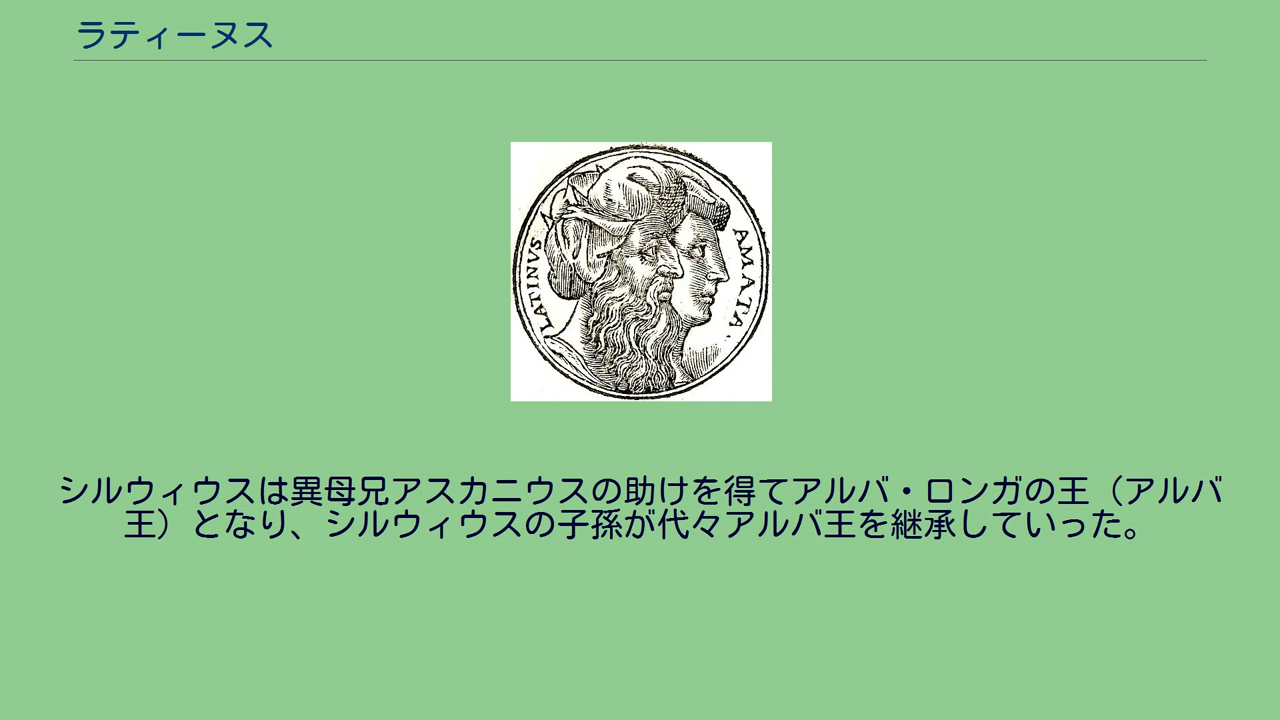 ラティーヌス
LATINVS
AMATA.
シルウィウスは異母兄アスカニウスの助けを得てアルバ・ロンガの王（アルバ
王）となり、シルウィウスの子孫が代々アルバ王を継承していった。